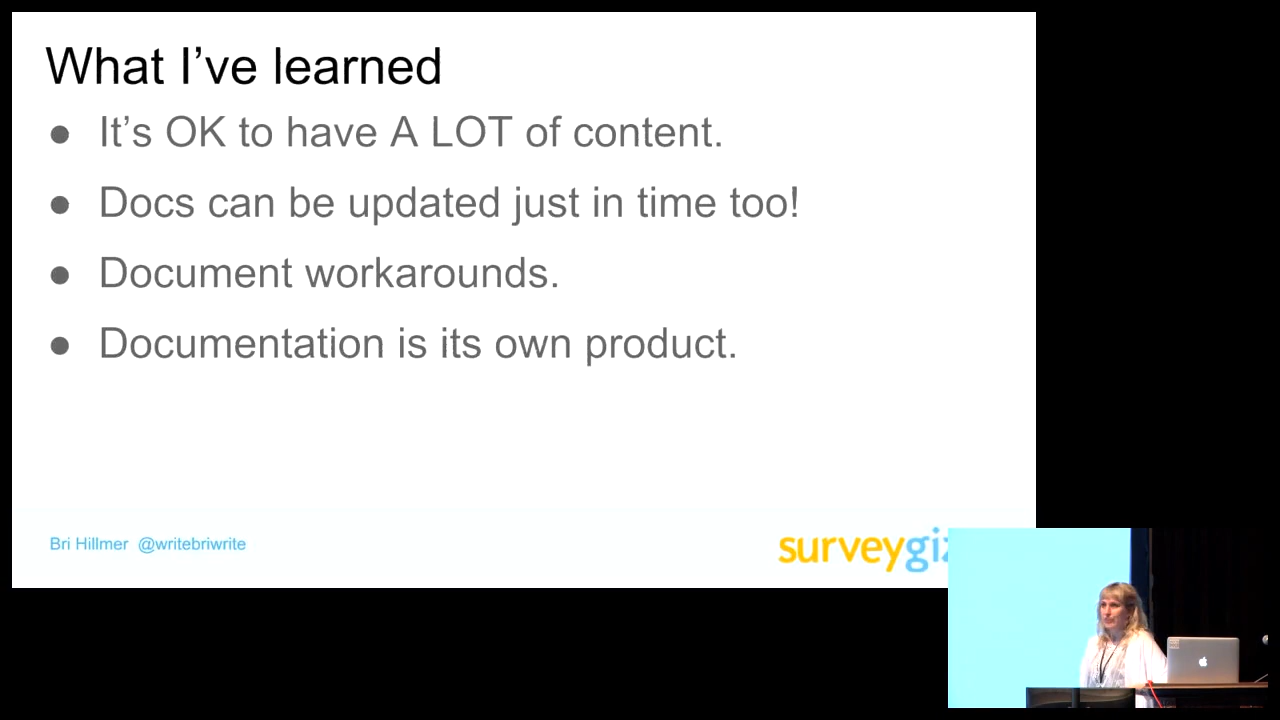 What I’ve learned
● It’s OK to have A LOT of content.
● Docs can be updated just in time too!
● Document workarounds.
● Documentation is its own product.
Bri Hillmer @writebriwrite
surveygiz